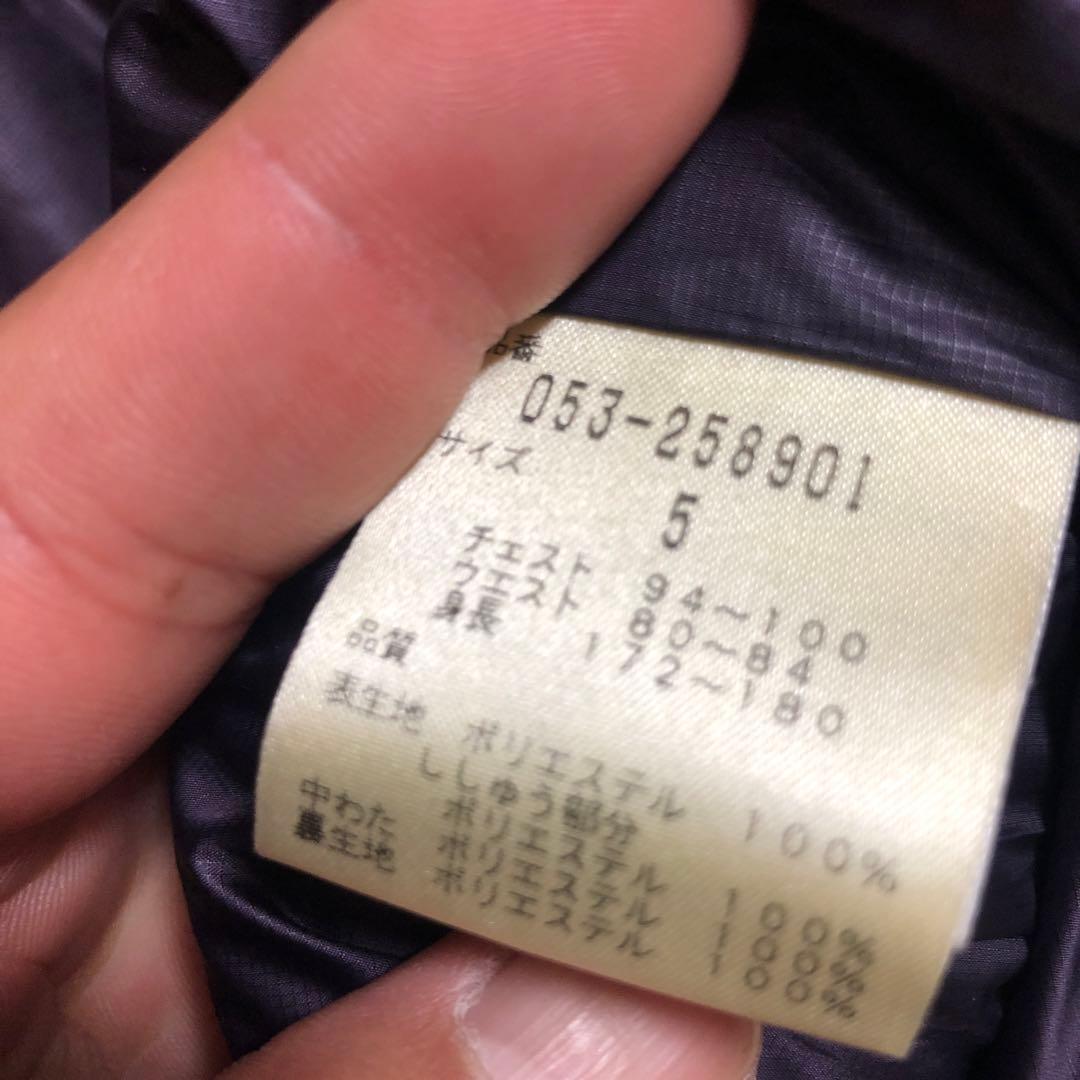 品番
053-258901
サイズ
5
チエスト 94～100
ウエスト 80～84
身長 172～180
品質
表生地 ポリエステル 100%
ししゅう部分
ポリエステル 100%
中わた ポリエステル 100%
裏生地 ポリエステル 100%